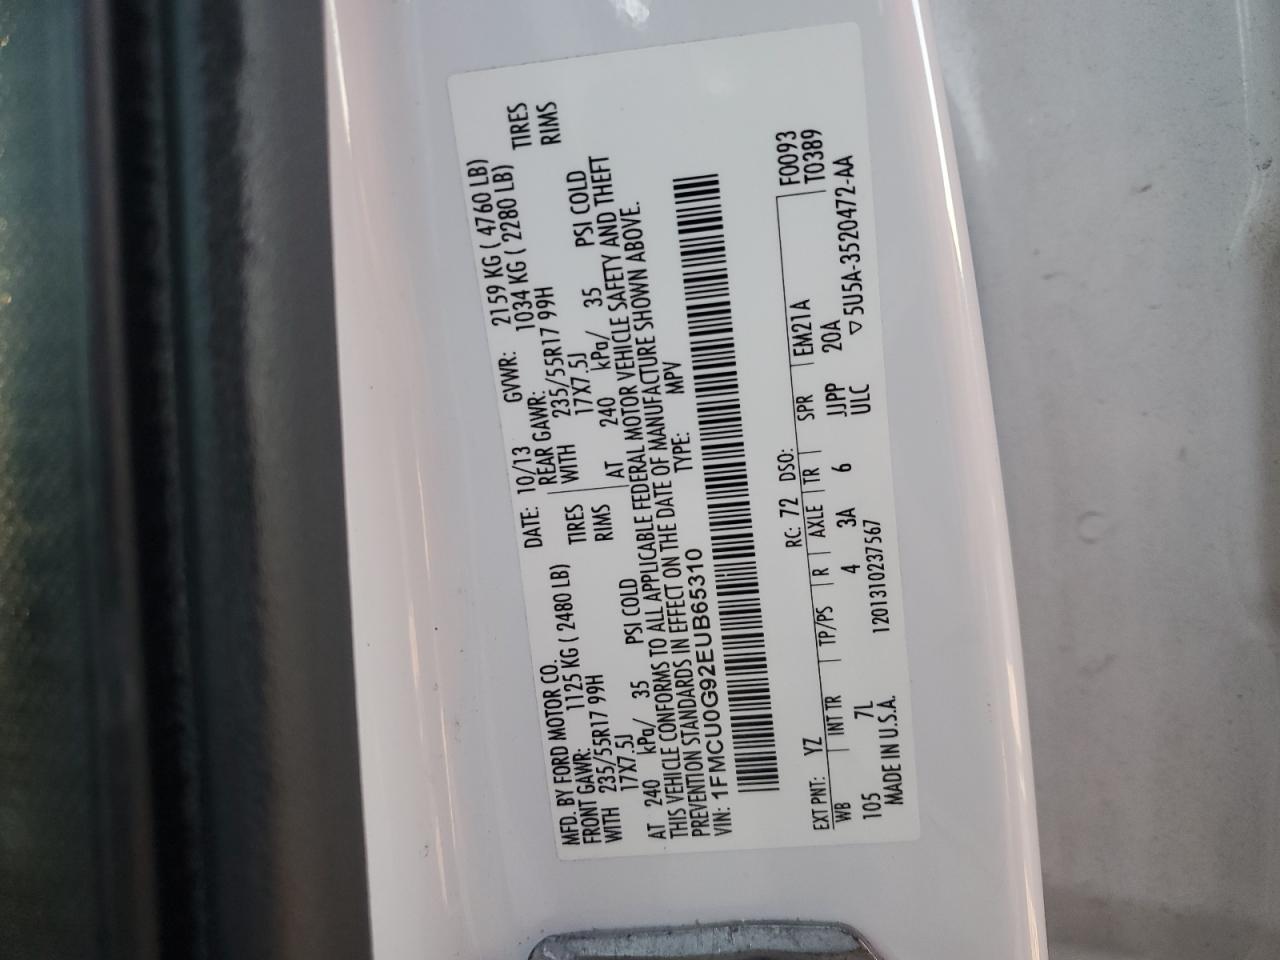 MFD. BY FORD MOTOR CO. DATE: 10/13 GVWR: 2159 KG ( 4760 LB)
FRONT GAWR: 1125 KG ( 2480 LB) REAR GAWR: 1034 KG ( 2280 LB)
WITH 235/55R17 99H TIRES WITH 235/55R17 99H TIRES
17X7.5J RIMS 17X7.5J RIMS
AT 240 kPa/ 35 PSI COLD AT 240 kPa/ 35 PSI COLD
THIS VEHICLE CONFORMS TO ALL APPLICABLE FEDERAL MOTOR VEHICLE SAFETY AND THEFT
PREVENTION STANDARDS IN EFFECT ON THE DATE OF MANUFACTURE SHOWN ABOVE.
VIN: 1FMCU0G92EUB65310 TYPE: MPV
EXT PNT: YZ RC: 72 DSO: F0093
WB INT TR TP/PS R AXLE TR SPR EM21A T0389
105 7L 4 3A 6 JJPP 20A
MADE IN U.S.A. 1201310237567 ULC ▽5U5A-3520472-AA